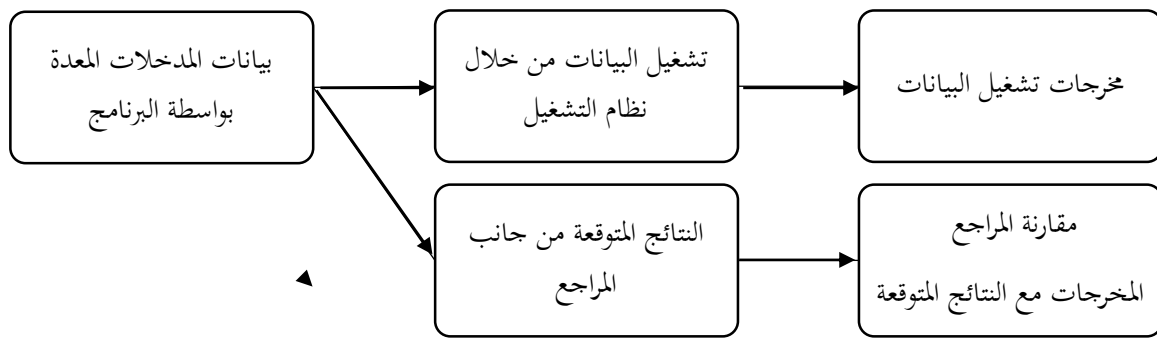 بيانات المدخلات المعدة
بواسطة البرنامج
تشغيل البيانات من خلال
نظام التشغيل
مخرجات تشغيل البيانات
النتائج المتوقعة من جانب
المراجع
مقارنة المراجع
المخرجات مع النتائج المتوقعة